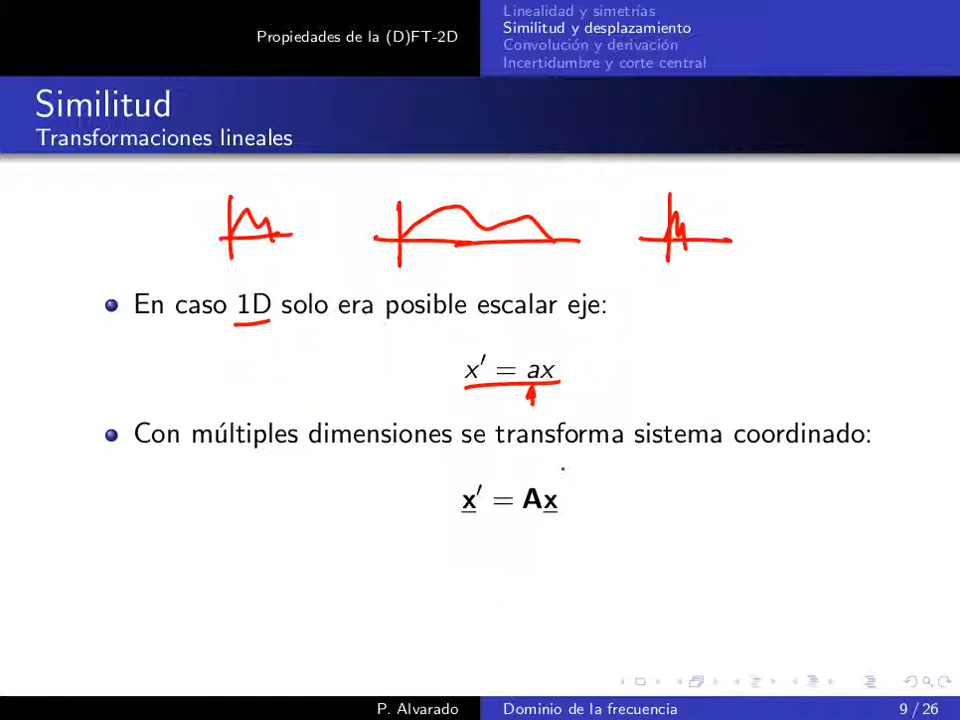 Propiedades de la (D)FT-2D
Linealidad y simetrías
Similitud y desplazamiento
Convolución y derivación
Incertidumbre y corte central
Similitud
Transformaciones lineales
En caso 1D solo era posible escalar eje:
x′ = ax
Con múltiples dimensiones se transforma sistema coordinado:
x′ = Ax
P. Alvarado
Dominio de la frecuencia
9 / 26